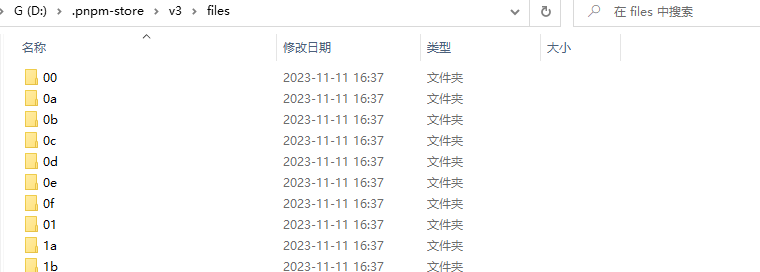 G (D:) > .pnpm-store > v3 > files
在 files 中搜索
名称 修改日期 类型 大小
00 2023-11-11 16:37 文件夹
0a 2023-11-11 16:37 文件夹
0b 2023-11-11 16:37 文件夹
0c 2023-11-11 16:37 文件夹
0d 2023-11-11 16:37 文件夹
0e 2023-11-11 16:37 文件夹
0f 2023-11-11 16:37 文件夹
01 2023-11-11 16:37 文件夹
1a 2023-11-11 16:37 文件夹
1b 2023-11-11 16:37 文件夹